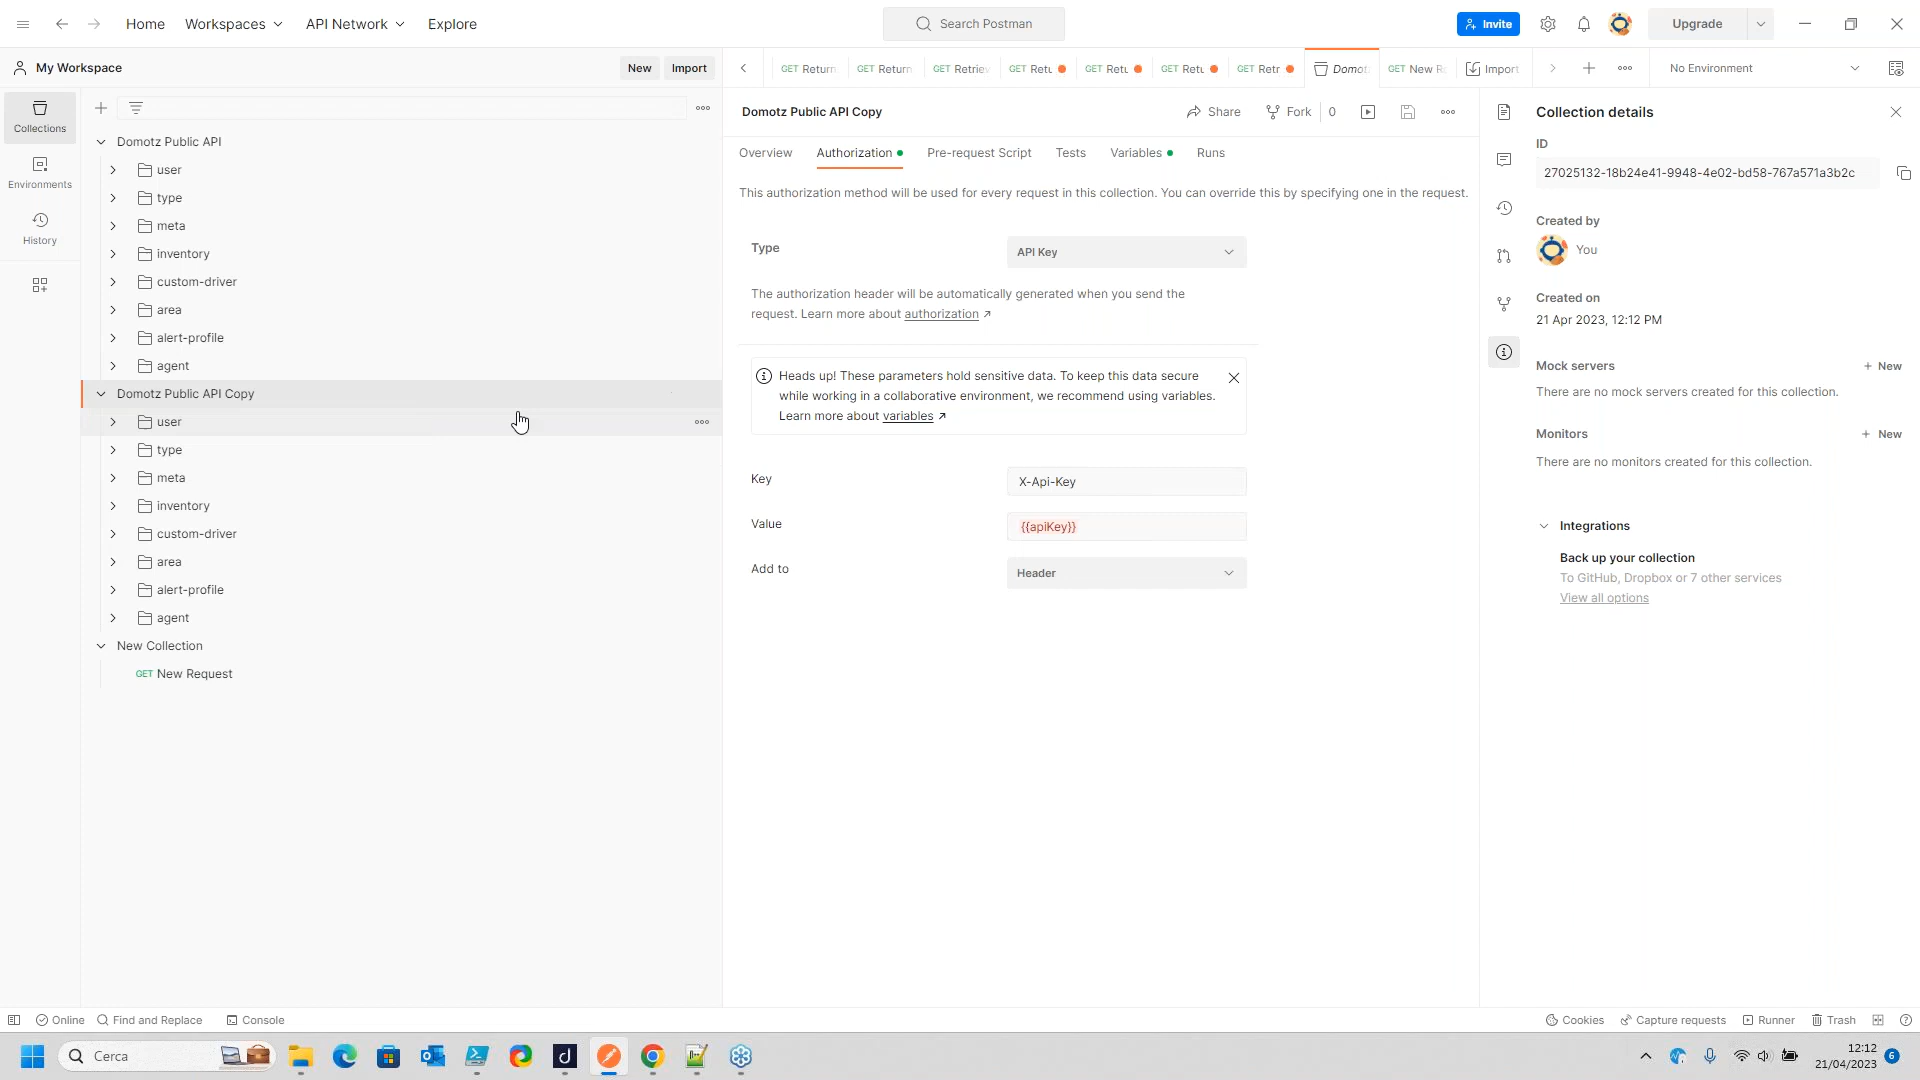 Home
Workspaces
API Network
Explore
Search Postman
Invite
Upgrade
My Workspace
New
Import
GET Return
GET Return
GET Retrie
GET Retu
GET Retu
GET Retu
GET Retr
Domot
GET New R
Import
No Environment
Collections
Environments
History
Domotz Public API
user
type
meta
inventory
custom-driver
area
alert-profile
agent
Domotz Public API Copy
user
type
meta
inventory
custom-driver
area
alert-profile
agent
New Collection
GET New Request
Domotz Public API Copy
Share
Fork
0
Overview
Authorization
Pre-request Script
Tests
Variables
Runs
This authorization method will be used for every request in this collection. You can override this by specifying one in the request.
Type
API Key
The authorization header will be automatically generated when you send the
request. Learn more about authorization ↗
Heads up! These parameters hold sensitive data. To keep this data secure
while working in a collaborative environment, we recommend using variables.
Learn more about variables ↗
Key
X-Api-Key
Value
{{apiKey}}
Add to
Header
Collection details
ID
27025132-18b24e41-9948-4e02-bd58-767a571a3b2c
Created by
You
Created on
21 Apr 2023, 12:12 PM
Mock servers
+ New
There are no mock servers created for this collection.
Monitors
+ New
There are no monitors created for this collection.
Integrations
Back up your collection
To GitHub, Dropbox or 7 other services
View all options
Online
Find and Replace
Console
Cookies
Capture requests
Runner
Trash
Cerca
12:12
21/04/2023
6